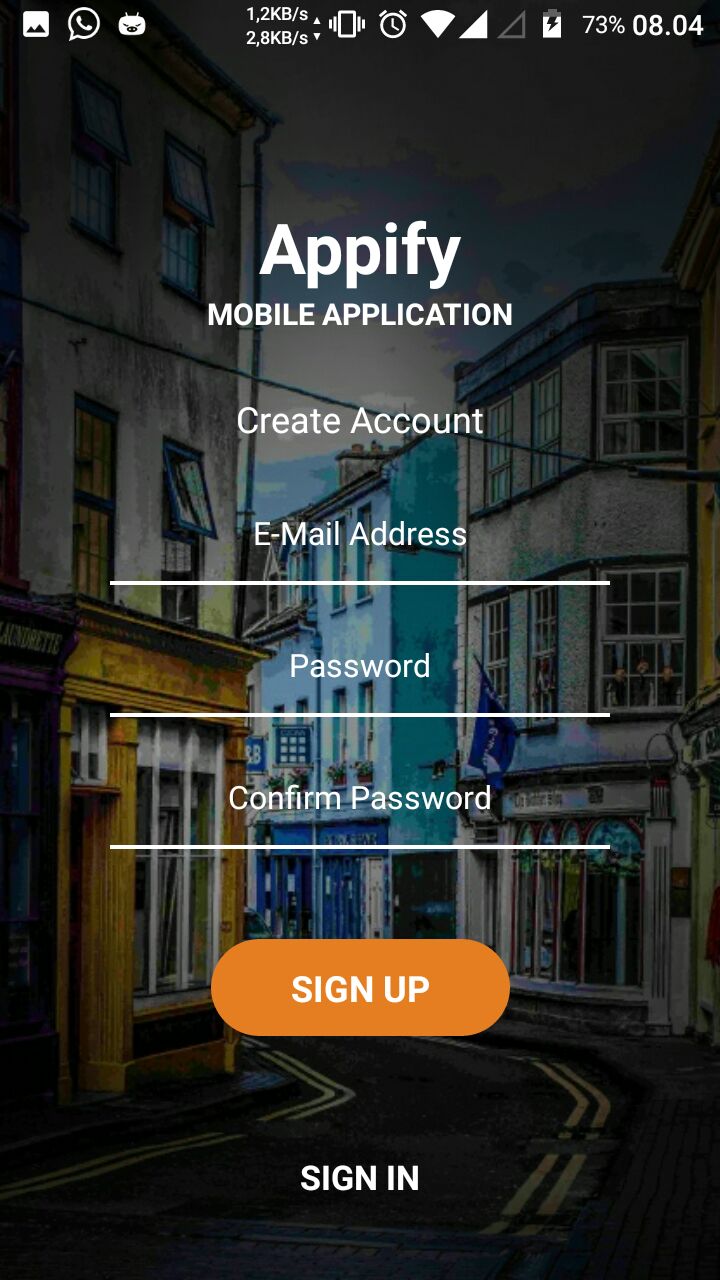 1,2KB/s
2,8KB/s
73% 08.04
Appify
MOBILE APPLICATION
Create Account
E-Mail Address
LAUNDRETTE
Password
&B
Confirm Password
SIGN UP
SIGN IN